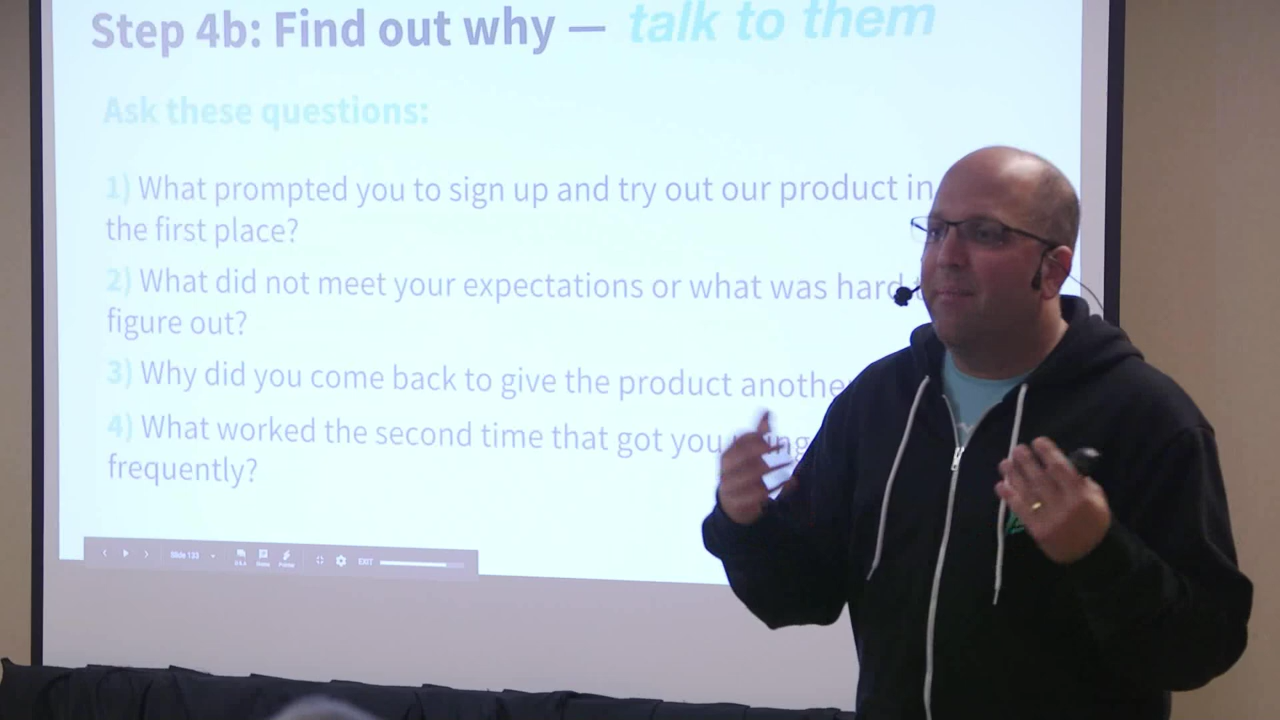 Step 4b: Find out why — talk to them
Ask these questions:
1) What prompted you to sign up and try out our product in
the first place?
2) What did not meet your expectations or what was hard
figure out?
3) Why did you come back to give the product another
4) What worked the second time that got you using
frequently?
Slide 123
EXIT